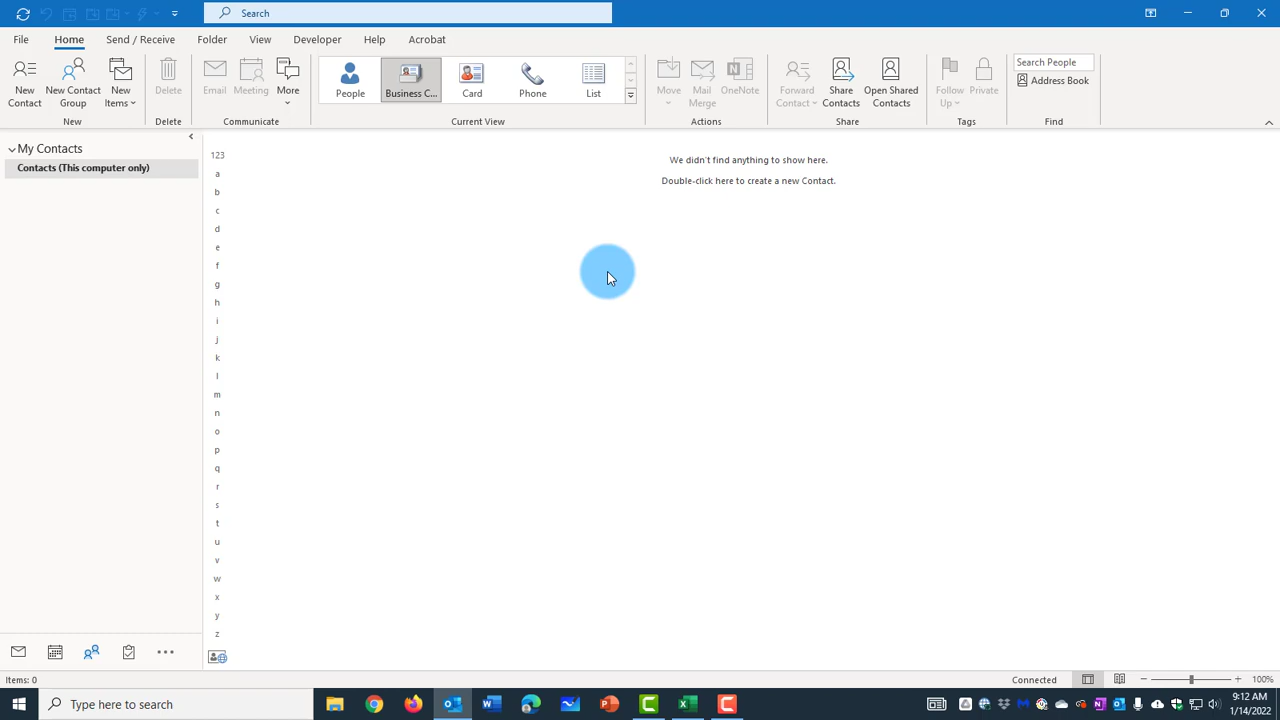 Search
File Home Send / Receive Folder View Developer Help Acrobat
New Contact
New Contact Group
New Items
Delete
Email
Meeting
More
People
Business C...
Card
Phone
List
Move
Mail Merge
OneNote
Forward Contact
Share Contacts
Open Shared Contacts
Follow Up
Private
Search People
Address Book
New
Delete
Communicate
Current View
Actions
Share
Tags
Find
My Contacts
Contacts (This computer only)
We didn't find anything to show here.
Double-click here to create a new Contact.
123
a
b
c
d
e
f
g
h
i
j
k
l
m
n
o
p
q
r
s
t
u
v
w
x
y
z
Items: 0
Connected
100%
Type here to search
9:12 AM
1/14/2022